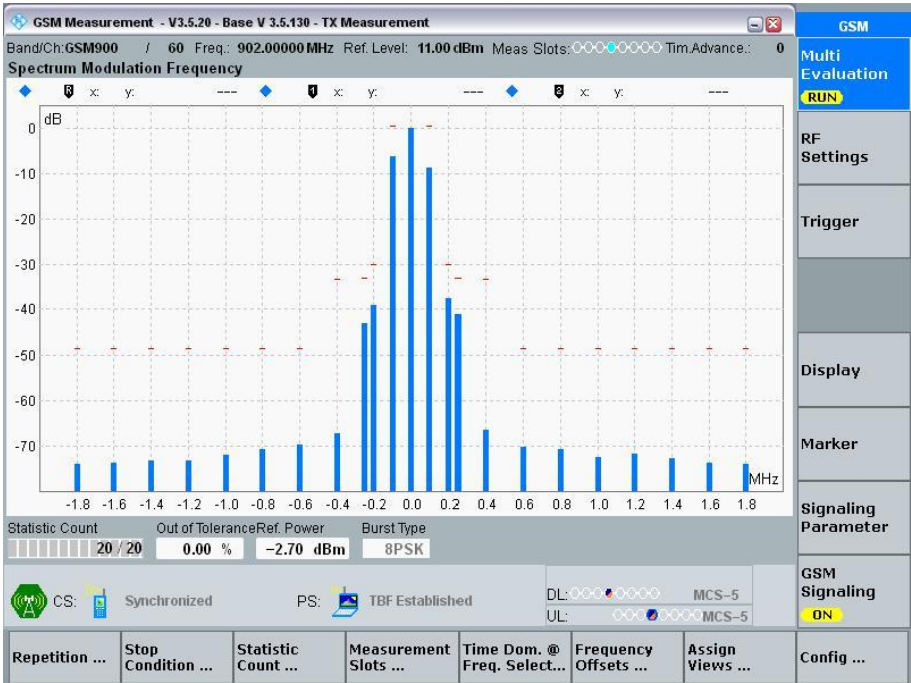 GSM Measurement - V3.5.20 - Base V 3.5.130 - TX Measurement
GSM
Band/Ch:GSM900 / 60 Freq.: 902.00000 MHz Ref. Level: 11.00 dBm Meas Slots: Tim.Advance.: 0
Spectrum Modulation Frequency
R x: y: --- 1 x: y: --- 2 x: y: ---
dB
0
-10
-20
-30
-40
-50
-60
-70
MHz
-1.8 -1.6 -1.4 -1.2 -1.0 -0.8 -0.6 -0.4 -0.2 0.0 0.2 0.4 0.6 0.8 1.0 1.2 1.4 1.6 1.8
Statistic Count Out of Tolerance Ref. Power Burst Type
20 / 20 0.00 % -2.70 dBm 8PSK
CS: Synchronized PS: TBF Established
DL: MCS-5
UL: MCS-5
Multi
Evaluation
RUN
RF
Settings
Trigger
Display
Marker
Signaling
Parameter
GSM
Signaling
ON
Repetition ...
Stop
Condition ...
Statistic
Count ...
Measurement
Slots ...
Time Dom. @
Freq. Select...
Frequency
Offsets ...
Assign
Views ...
Config ...